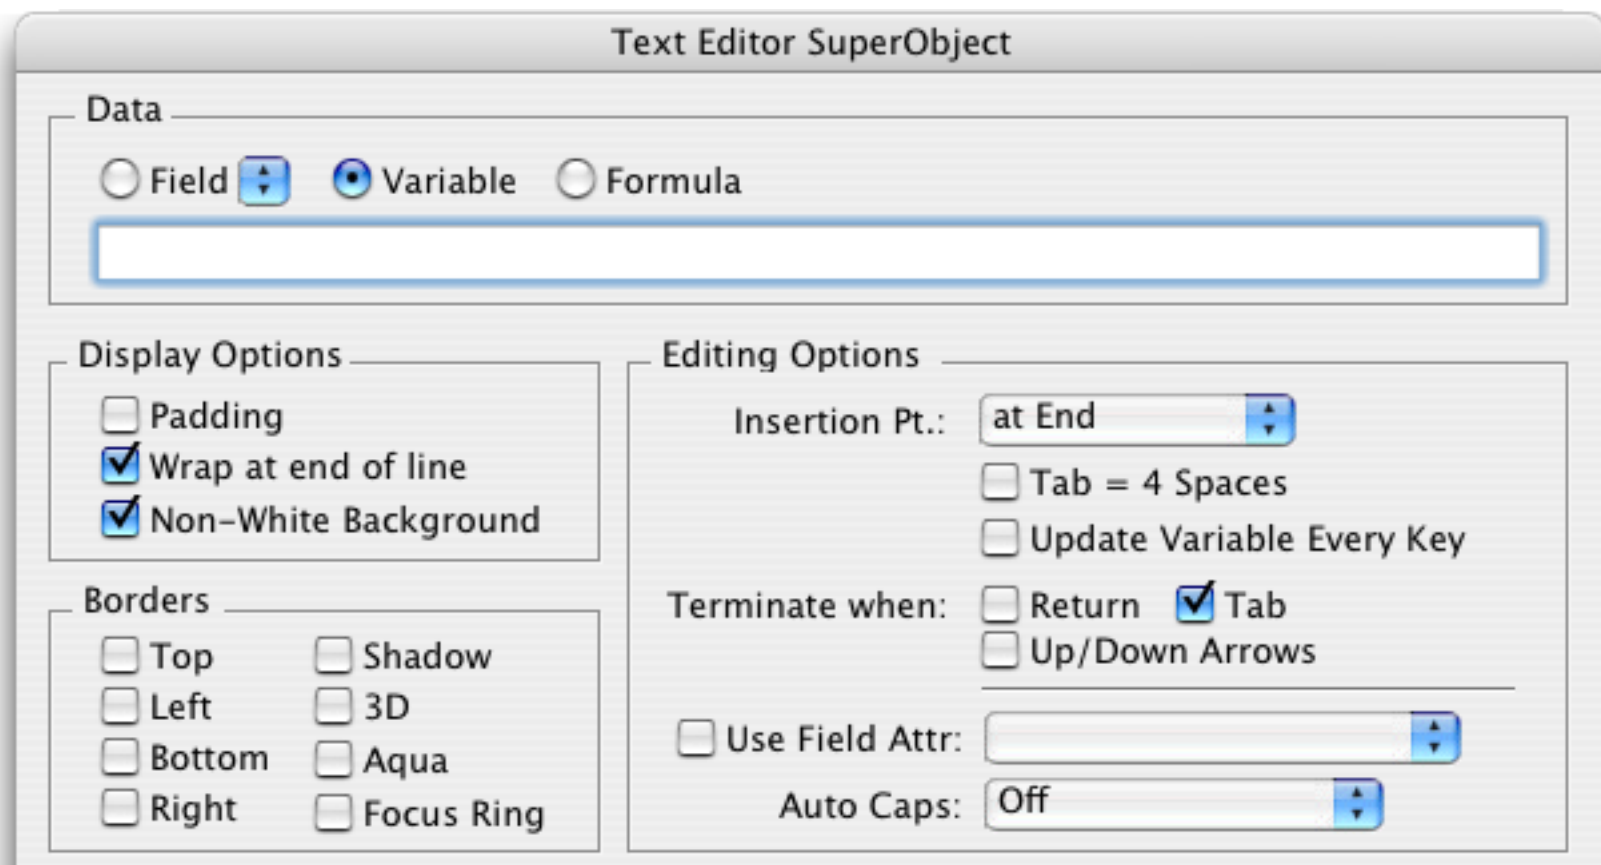 Text Editor SuperObject
Data
Field Variable Formula
Display Options
Padding
Wrap at end of line
Non-White Background
Borders
Top Shadow
Left 3D
Bottom Aqua
Right Focus Ring
Editing Options
Insertion Pt.: at End
Tab = 4 Spaces
Update Variable Every Key
Terminate when: Return Tab
Up/Down Arrows
Use Field Attr:
Auto Caps: Off